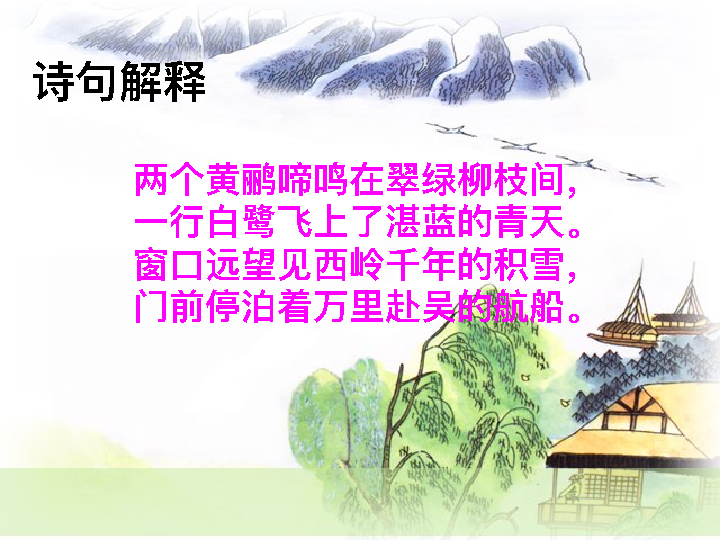 诗句解释
两个黄鹂啼鸣在翠绿柳枝间,
一行白鹭飞上了湛蓝的青天。
窗口远望见西岭千年的积雪,
门前停泊着万里赴吴的航船。